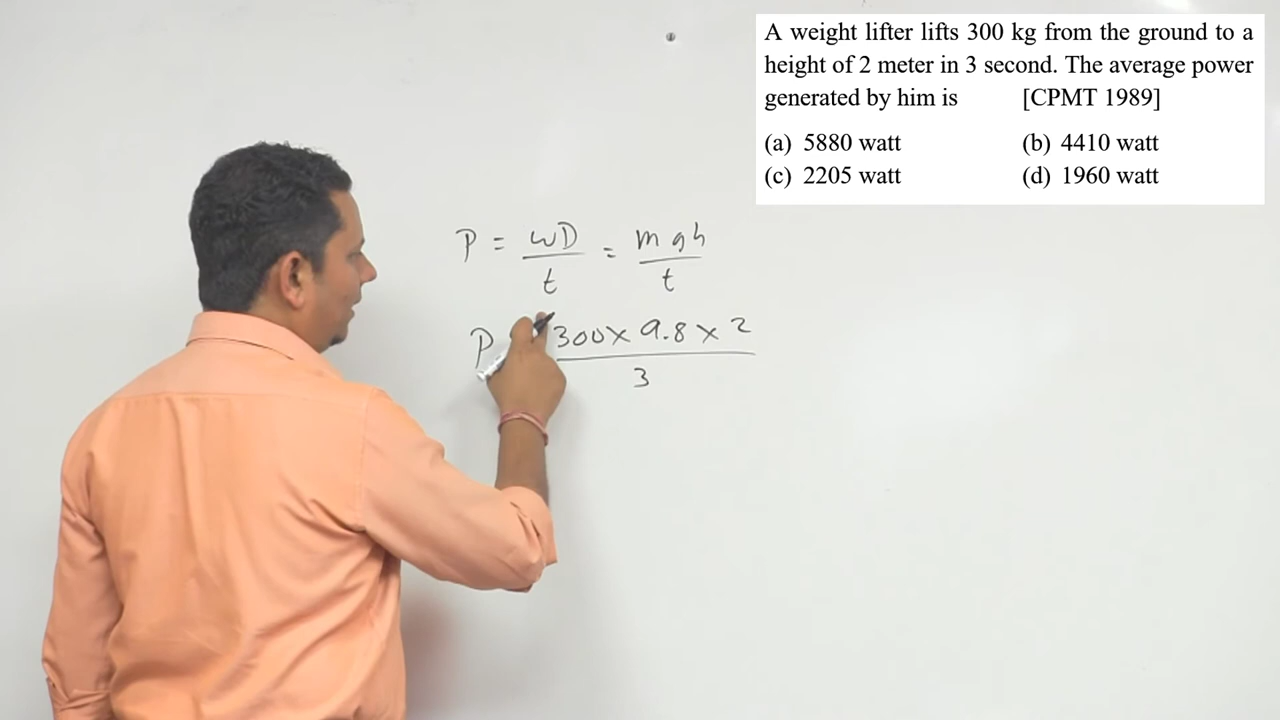 A weight lifter lifts 300 kg from the ground to a
height of 2 meter in 3 second. The average power
generated by him is [CPMT 1989]
(a) 5880 watt (b) 4410 watt
(c) 2205 watt (d) 1960 watt
P = WD/t = mgh/t
P 300 x 9.8 x 2
3